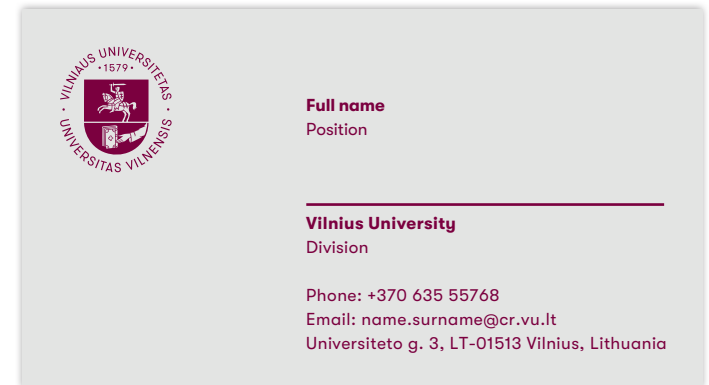 VILNIAUS UNIVERSITETAS
·1579·
UNIVERSITAS VILNENSIS
Full name
Position
Vilnius University
Division
Phone: +370 635 55768
Email: name.surname@cr.vu.lt
Universiteto g. 3, LT-01513 Vilnius, Lithuania